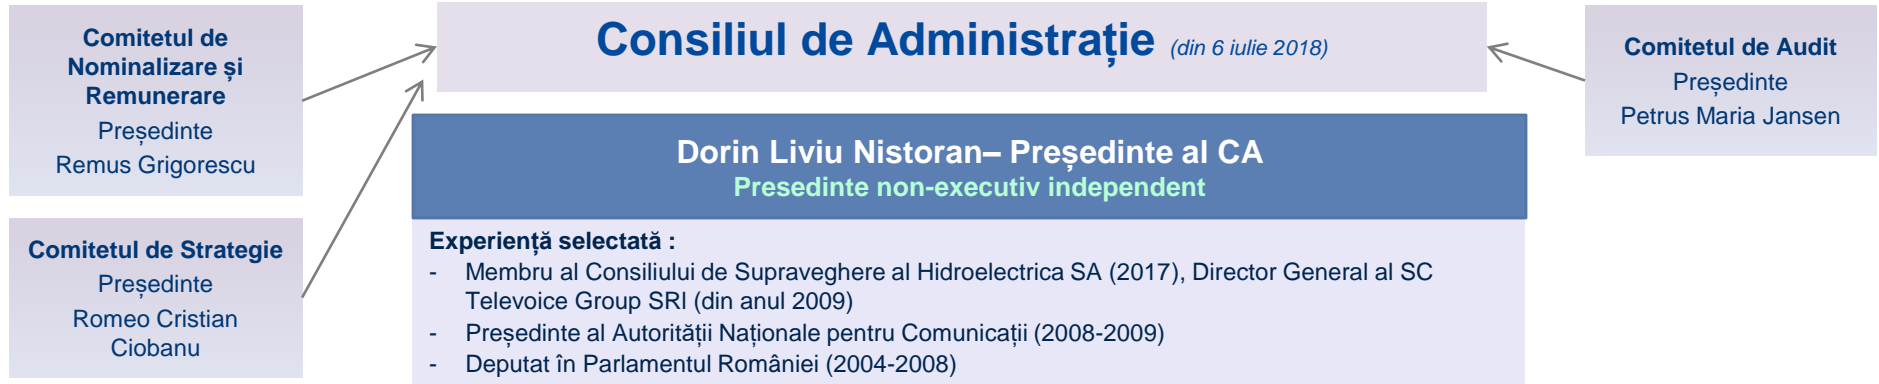 Comitetul de
Nominalizare și
Remunerare
Președinte
Remus Grigorescu
Comitetul de Strategie
Președinte
Romeo Cristian
Ciobanu
Consiliul de Administrație (din 6 iulie 2018)
Dorin Liviu Nistoran– Președinte al CA
Presedinte non-executiv independent
Experiență selectată :
- Membru al Consiliului de Supraveghere al Hidroelectrica SA (2017), Director General al SC
Televoice Group SRI (din anul 2009)
- Președinte al Autorității Naționale pentru Comunicații (2008-2009)
- Deputat în Parlamentul României (2004-2008)
Comitetul de Audit
Președinte
Petrus Maria Jansen